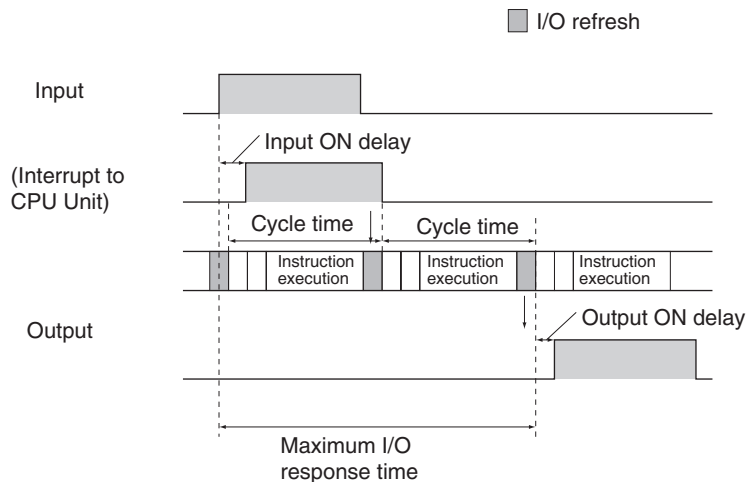 I/O refresh
Input
Input ON delay
(Interrupt to
CPU Unit)
Cycle time
Cycle time
Instruction
execution
Instruction
execution
Instruction
execution
Output
Output ON delay
Maximum I/O
response time